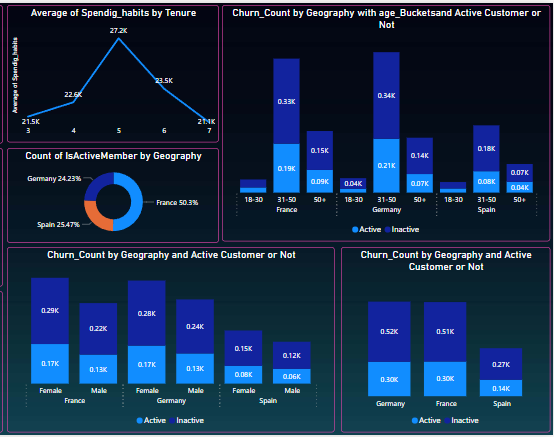 Average of Spendig_habits by Tenure
Average of Spendig_habits
27.2K
22.6K
23.5K
21.5K
21.1K
3 4 5 6 7
Churn_Count by Geography with age_Bucketsand Active Customer or
Not
0.33K 0.19K
0.15K 0.09K
0.04K
0.34K 0.21K
0.14K 0.07K
0.18K 0.08K
0.07K 0.04K
18-30 31-50 50+ 18-30 31-50 50+ 18-30 31-50 50+
France Germany Spain
Active Inactive
Count of IsActiveMember by Geography
Germany 24.23%
France 50.3%
Spain 25.47%
Churn_Count by Geography and Active Customer or Not
0.29K 0.22K 0.28K 0.24K 0.15K 0.12K
0.17K 0.13K 0.17K 0.13K 0.08K 0.06K
Female Male Female Male Female Male
France Germany Spain
Active Inactive
Churn_Count by Geography and Active
Customer or Not
0.52K 0.51K 0.27K
0.30K 0.30K 0.14K
Germany France Spain
Active Inactive